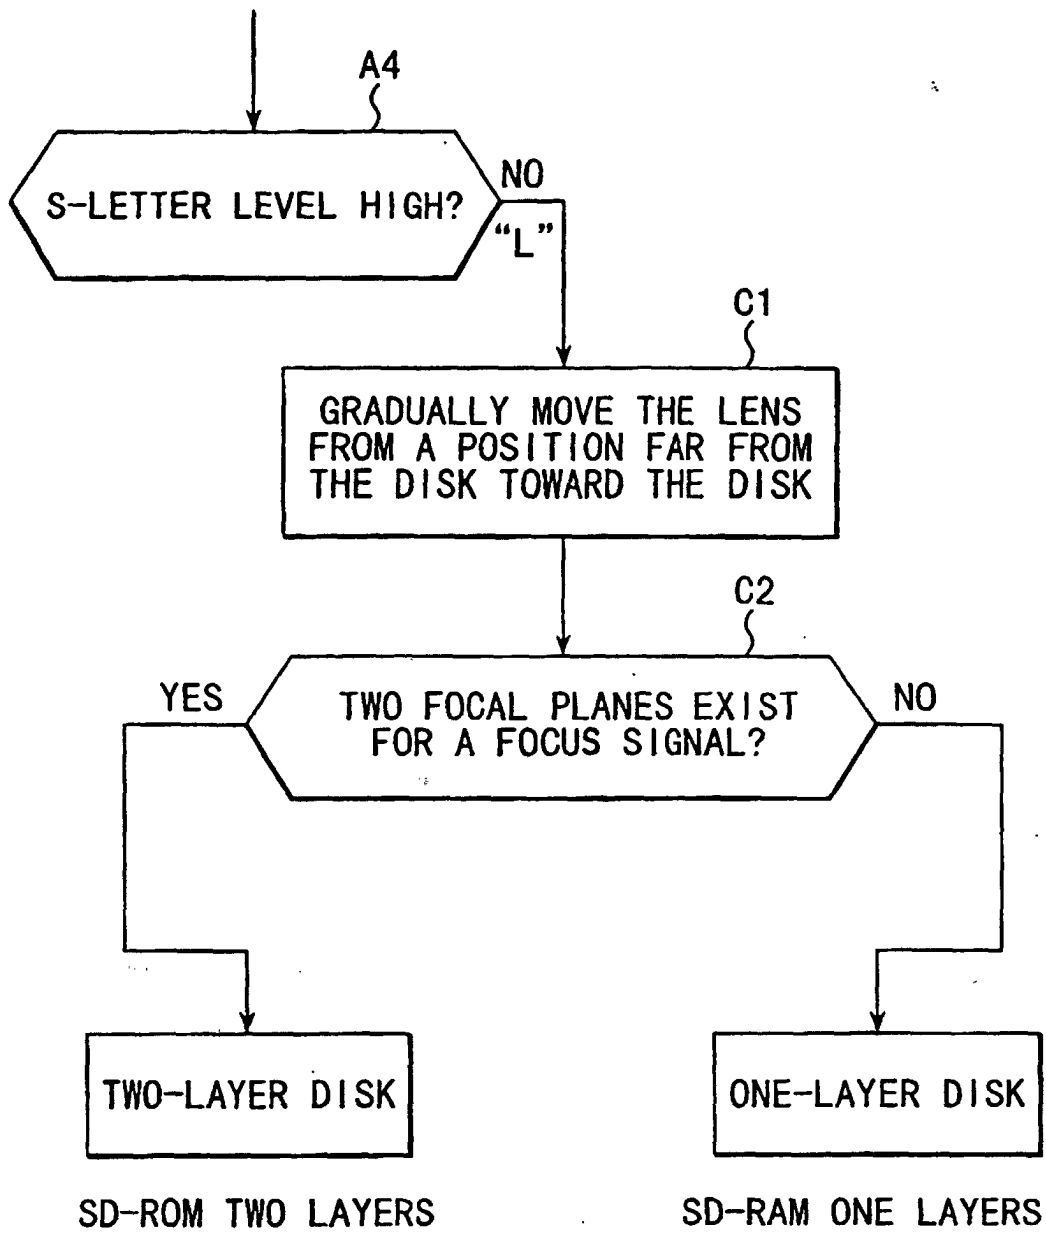 A4
S-LETTER LEVEL HIGH?
NO
"L"
C1
GRADUALLY MOVE THE LENS
FROM A POSITION FAR FROM
THE DISK TOWARD THE DISK
C2
YES
TWO FOCAL PLANES EXIST
FOR A FOCUS SIGNAL?
NO
TWO-LAYER DISK
ONE-LAYER DISK
SD-ROM TWO LAYERS
SD-RAM ONE LAYERS